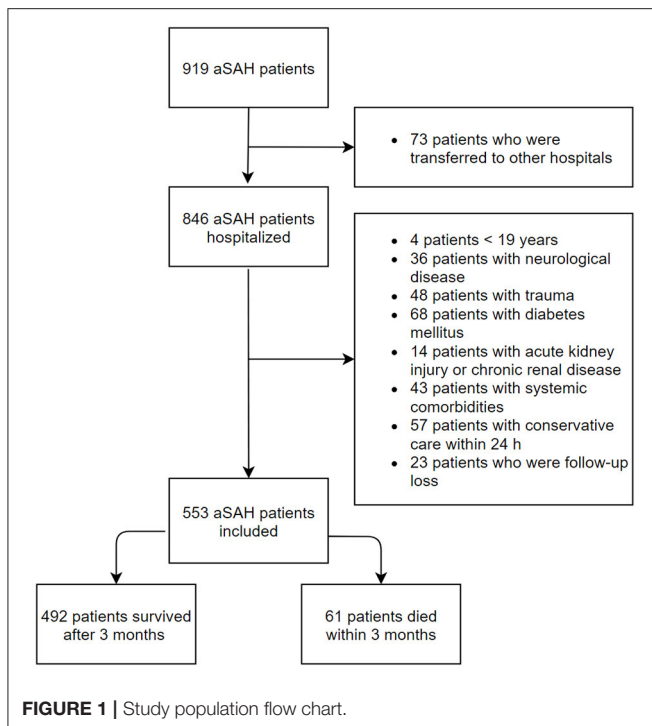 919 aSAH patients
• 73 patients who were
transferred to other hospitals
846 aSAH patients
hospitalized
• 4 patients < 19 years
• 36 patients with neurological
disease
• 48 patients with trauma
• 68 patients with diabetes
mellitus
• 14 patients with acute kidney
injury or chronic renal disease
• 43 patients with systemic
comorbidities
• 57 patients with conservative
care within 24 h
• 23 patients who were follow-up
loss
553 aSAH patients
included
492 patients survived
after 3 months
61 patients died
within 3 months
FIGURE 1 | Study population flow chart.